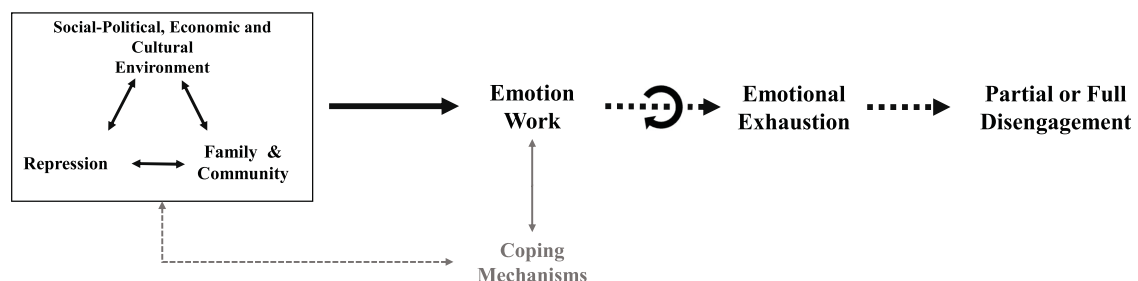 Social-Political, Economic and
Cultural
Environment
Repression
Family &
Community
Emotion
Work
Emotional
Exhaustion
Partial or Full
Disengagement
Coping
Mechanisms